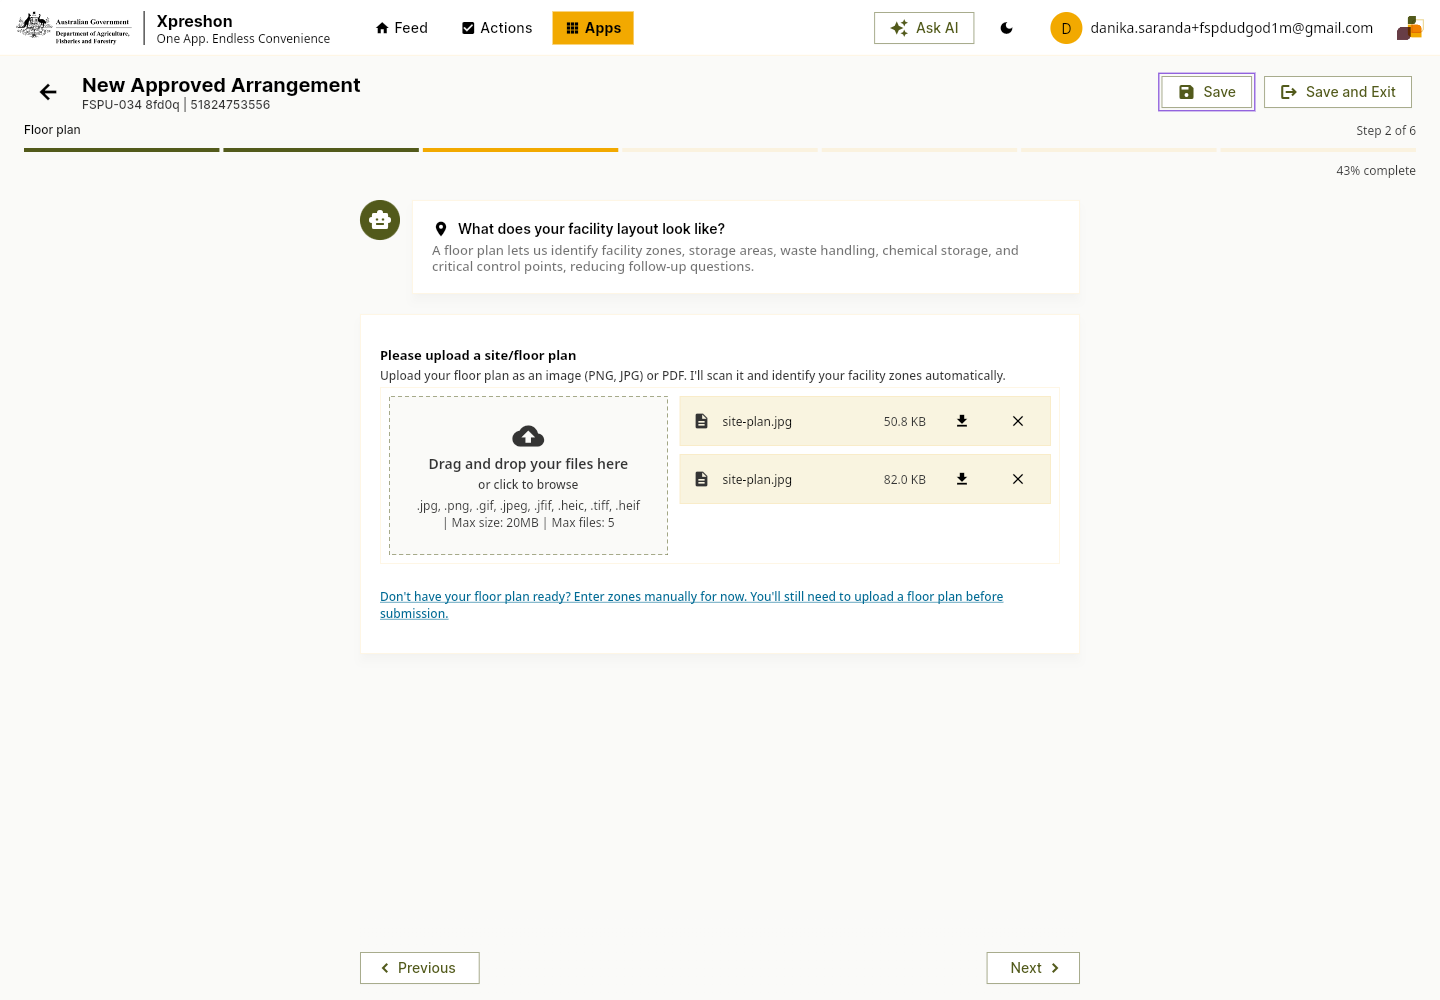 Australian Government
Department of Agriculture,
Fisheries and Forestry
Xpreshon
One App. Endless Convenience
Feed
Actions
Apps
Ask AI
D
danika.saranda+fspdudgod1m@gmail.com
New Approved Arrangement
FSPU-034 8fd0q | 51824753556
Save
Save and Exit
Floor plan
Step 2 of 6
43% complete
What does your facility layout look like?
A floor plan lets us identify facility zones, storage areas, waste handling, chemical storage, and
critical control points, reducing follow-up questions.
Please upload a site/floor plan
Upload your floor plan as an image (PNG, JPG) or PDF. I'll scan it and identify your facility zones automatically.
Drag and drop your files here
or click to browse
.jpg, .png, .gif, .jpeg, .jfif, .heic, .tiff, .heif
| Max size: 20MB | Max files: 5
site-plan.jpg 50.8 KB
site-plan.jpg 82.0 KB
Don't have your floor plan ready? Enter zones manually for now. You'll still need to upload a floor plan before
submission.
Previous
Next